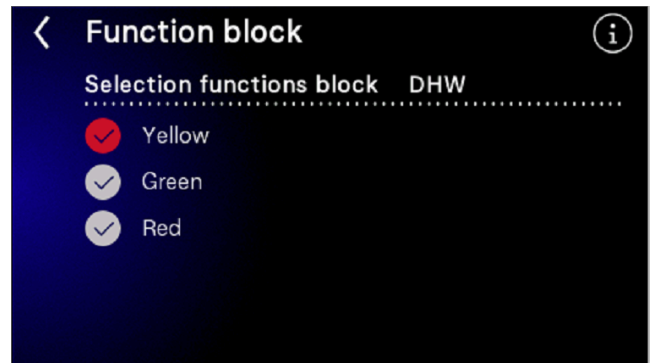 Function block
Selection functions block DHW
Yellow
Green
Red